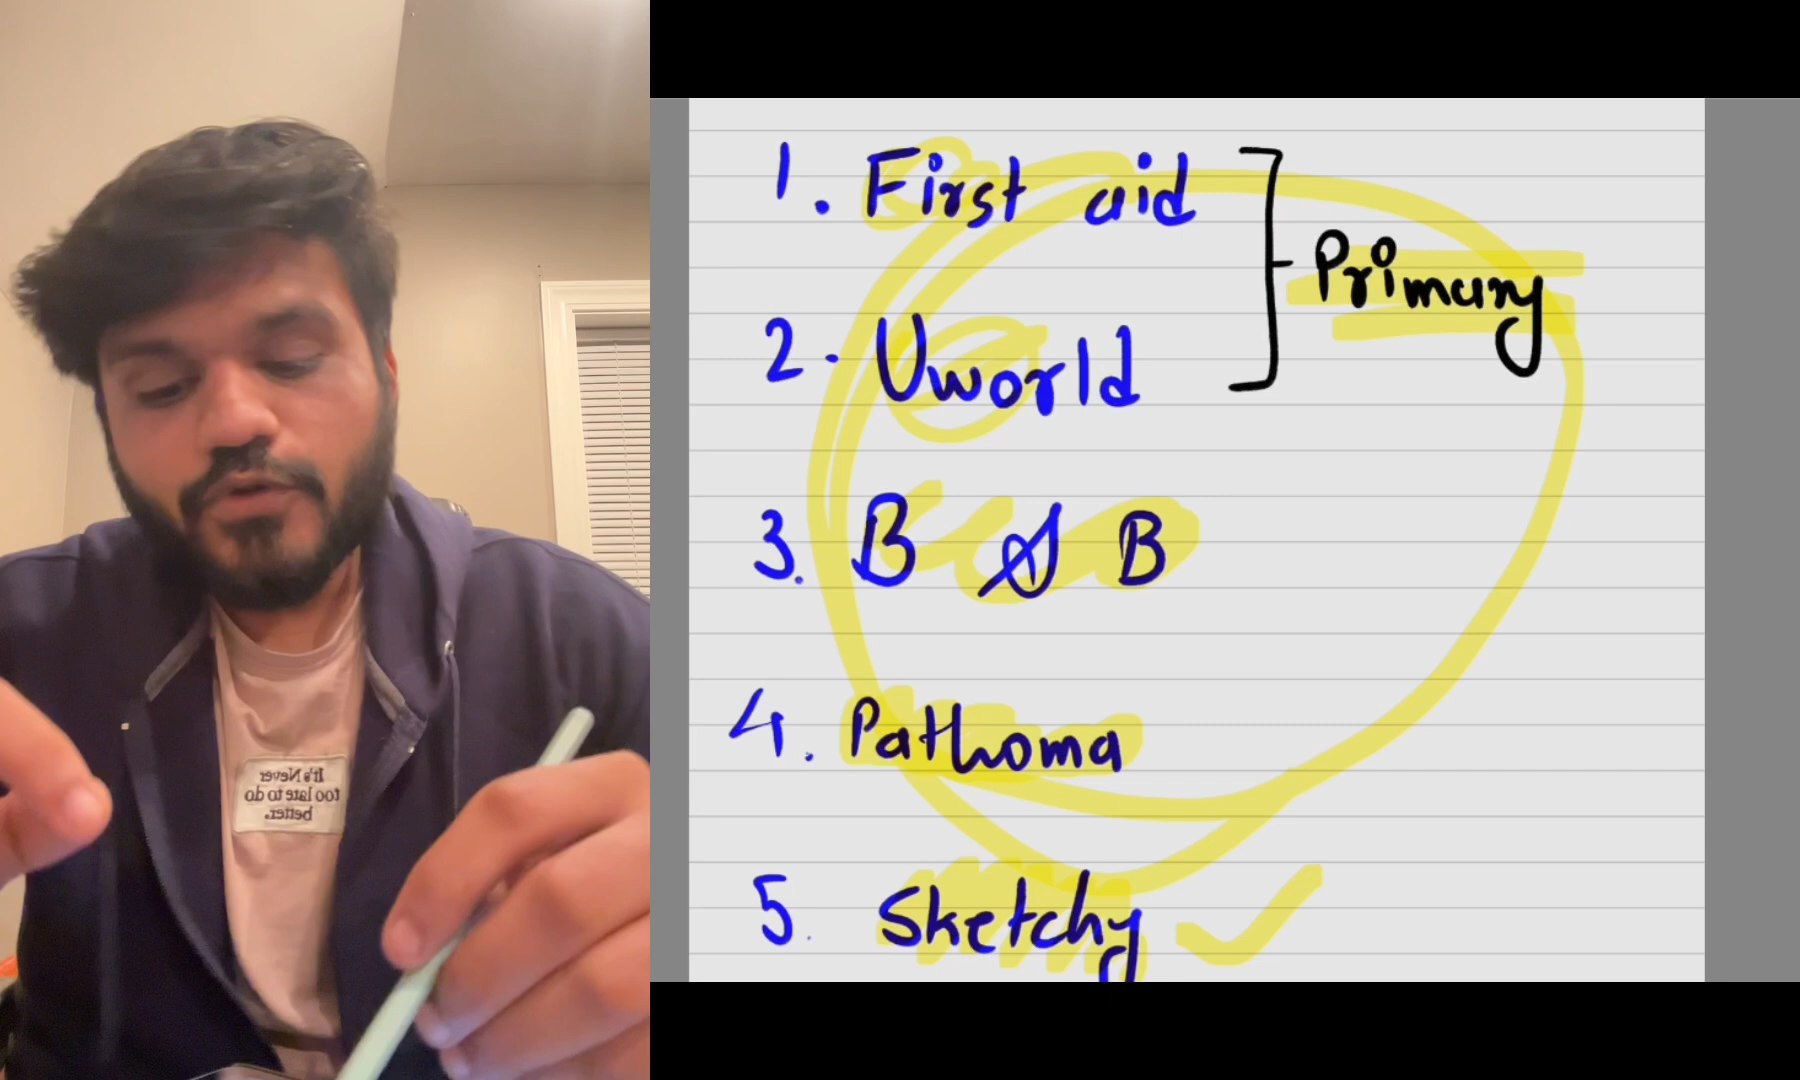 It's Never
too late to do
better.
1. First aid
Primary
2. Uworld
3. B & B
4. Pathoma
5. Sketchy